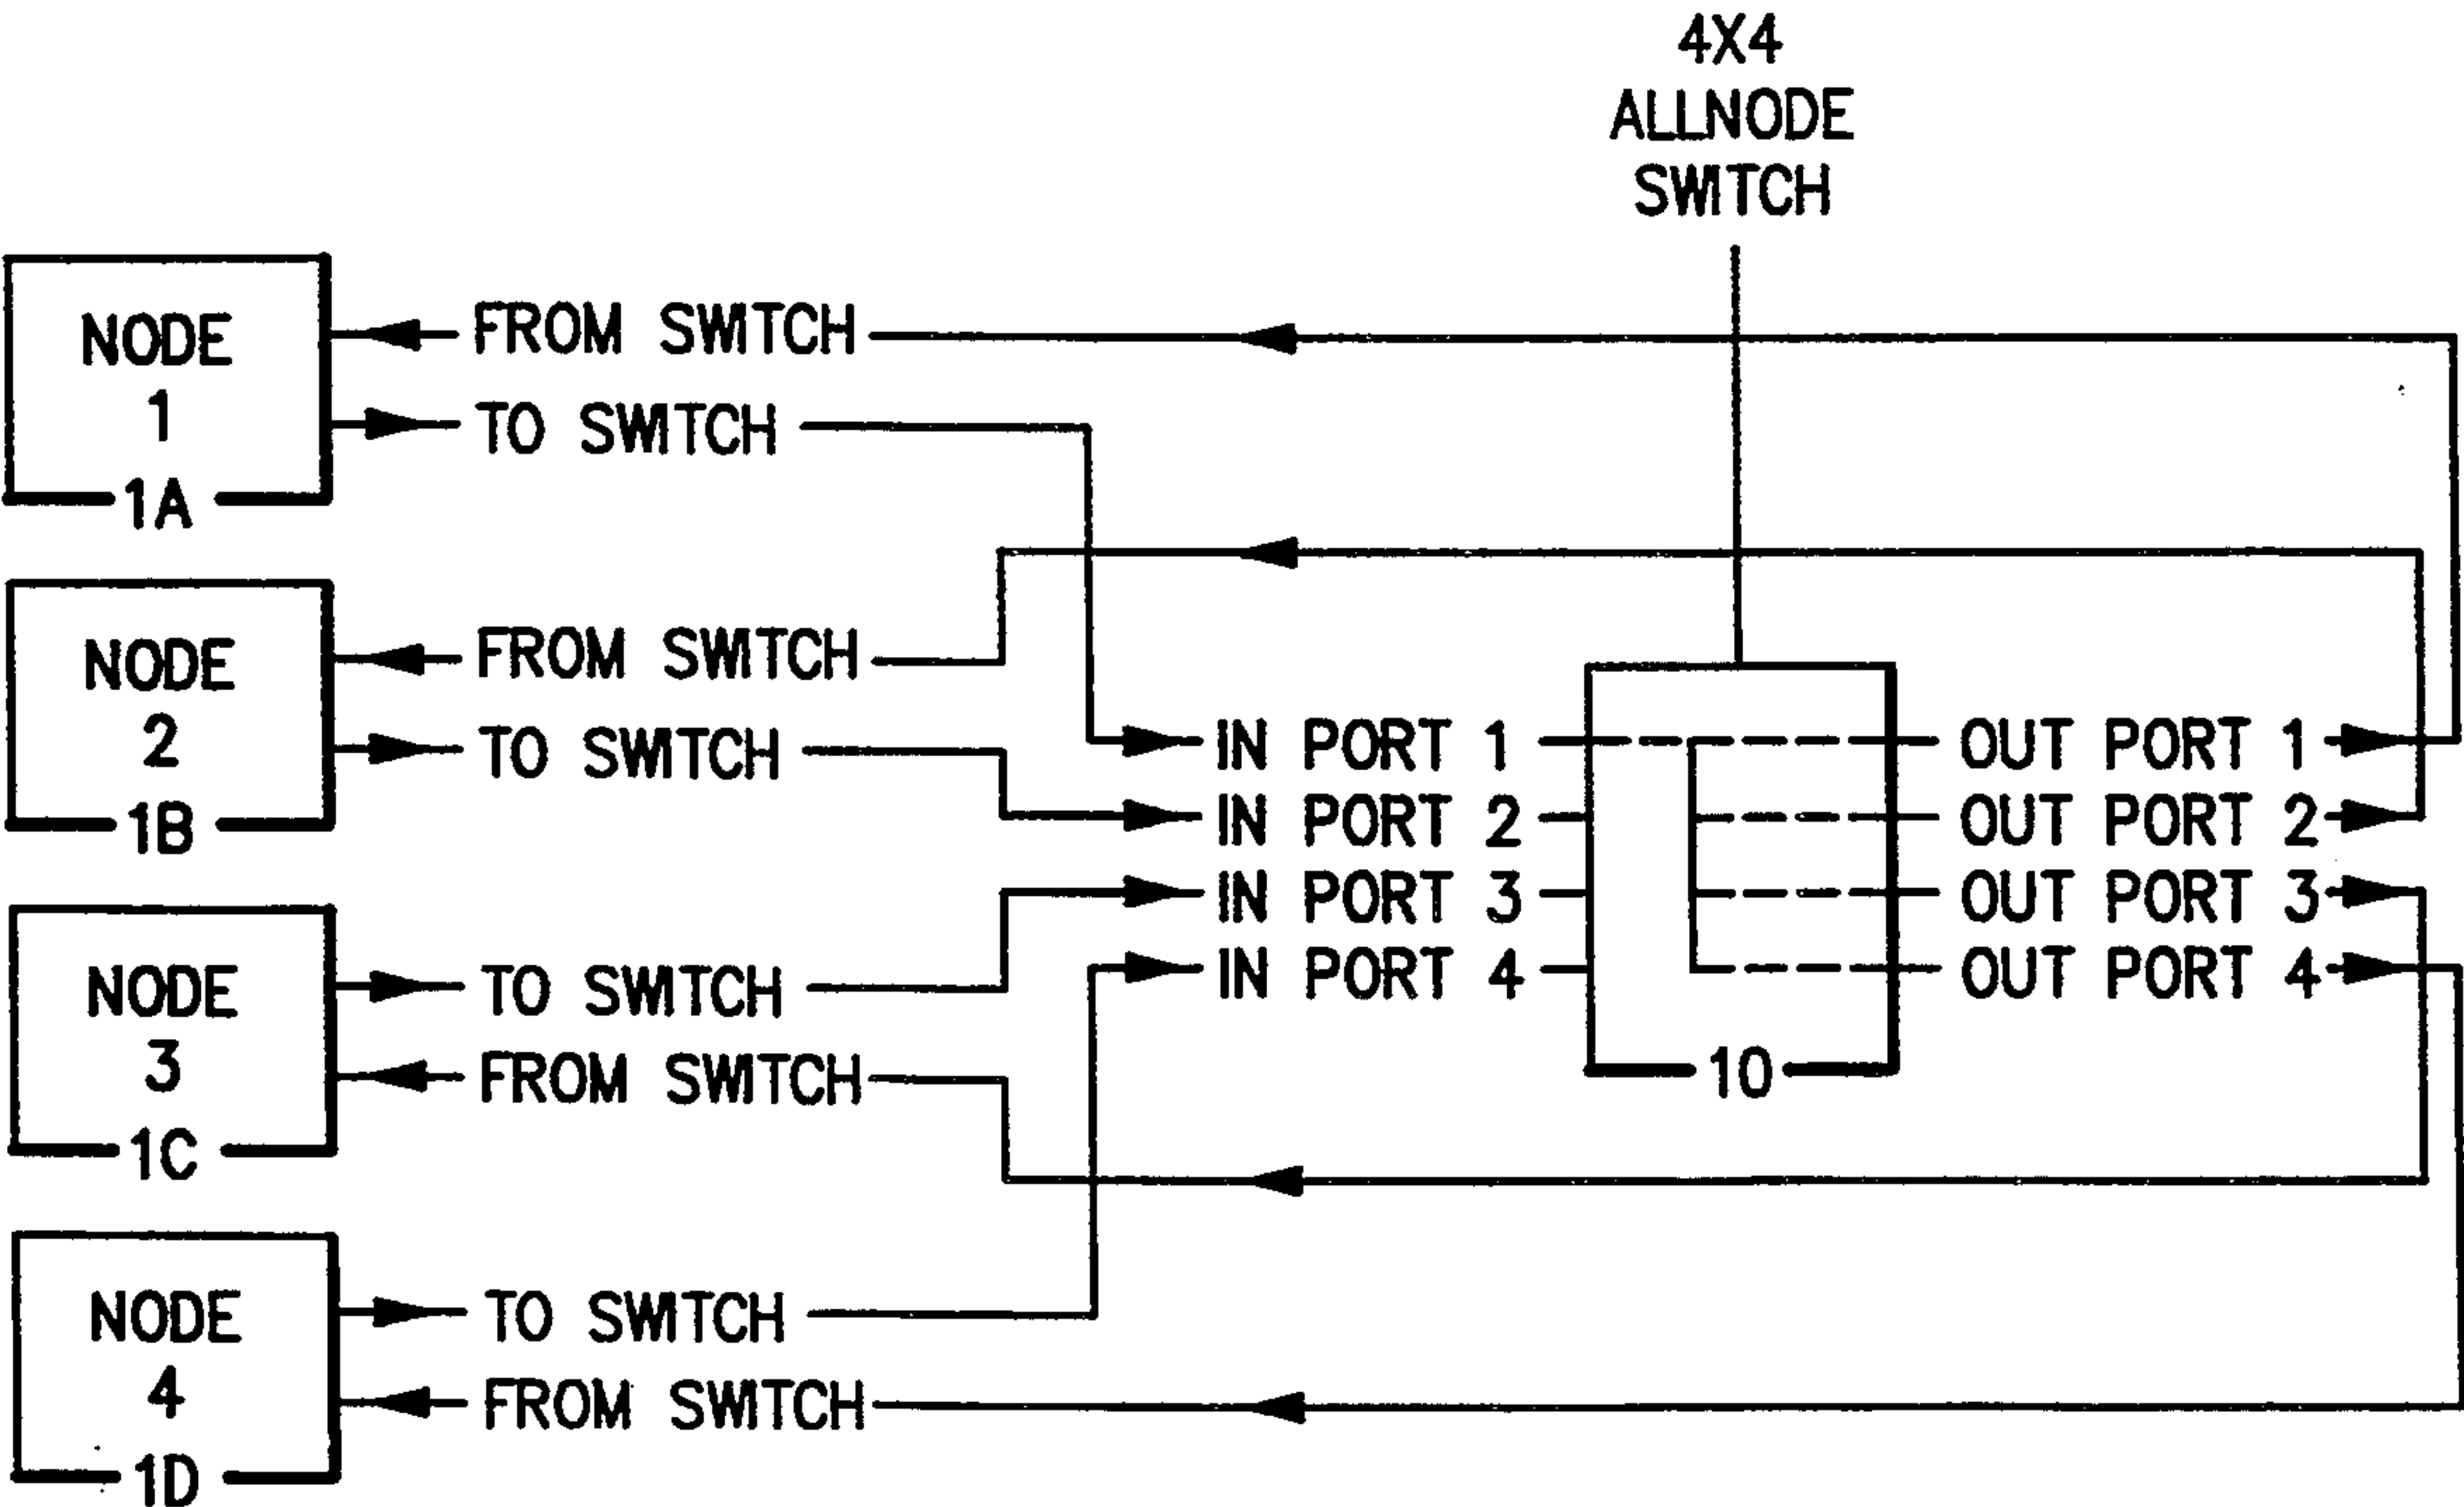 4X4
ALLNODE
SWITCH
NODE
1
1A
FROM SWITCH
TO SWITCH
NODE
2
1B
FROM SWITCH
TO SWITCH
NODE
3
1C
TO SWITCH
FROM SWITCH
NODE
4
1D
TO SWITCH
FROM SWITCH
IN PORT 1
IN PORT 2
IN PORT 3
IN PORT 4
10
OUT PORT 1
OUT PORT 2
OUT PORT 3
OUT PORT 4